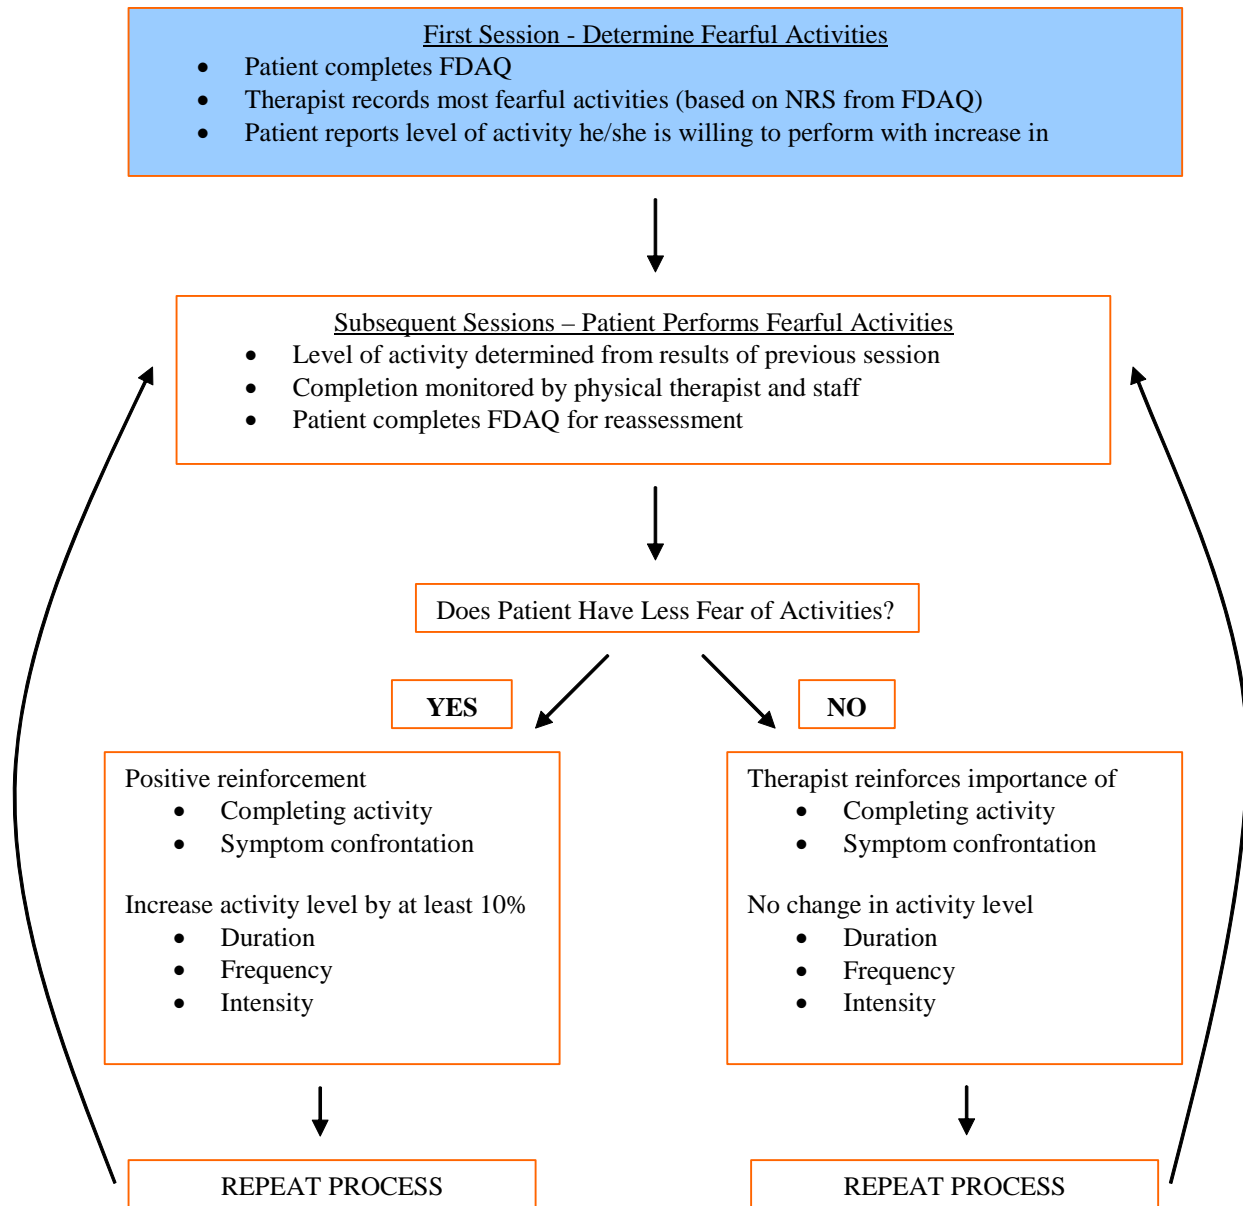 First Session - Determine Fearful Activities
• Patient completes FDAQ
• Therapist records most fearful activities (based on NRS from FDAQ)
• Patient reports level of activity he/she is willing to perform with increase in
Subsequent Sessions – Patient Performs Fearful Activities
• Level of activity determined from results of previous session
• Completion monitored by physical therapist and staff
• Patient completes FDAQ for reassessment
Does Patient Have Less Fear of Activities?
YES
Positive reinforcement
• Completing activity
• Symptom confrontation
Increase activity level by at least 10%
• Duration
• Frequency
• Intensity
REPEAT PROCESS
NO
Therapist reinforces importance of
• Completing activity
• Symptom confrontation
No change in activity level
• Duration
• Frequency
• Intensity
REPEAT PROCESS